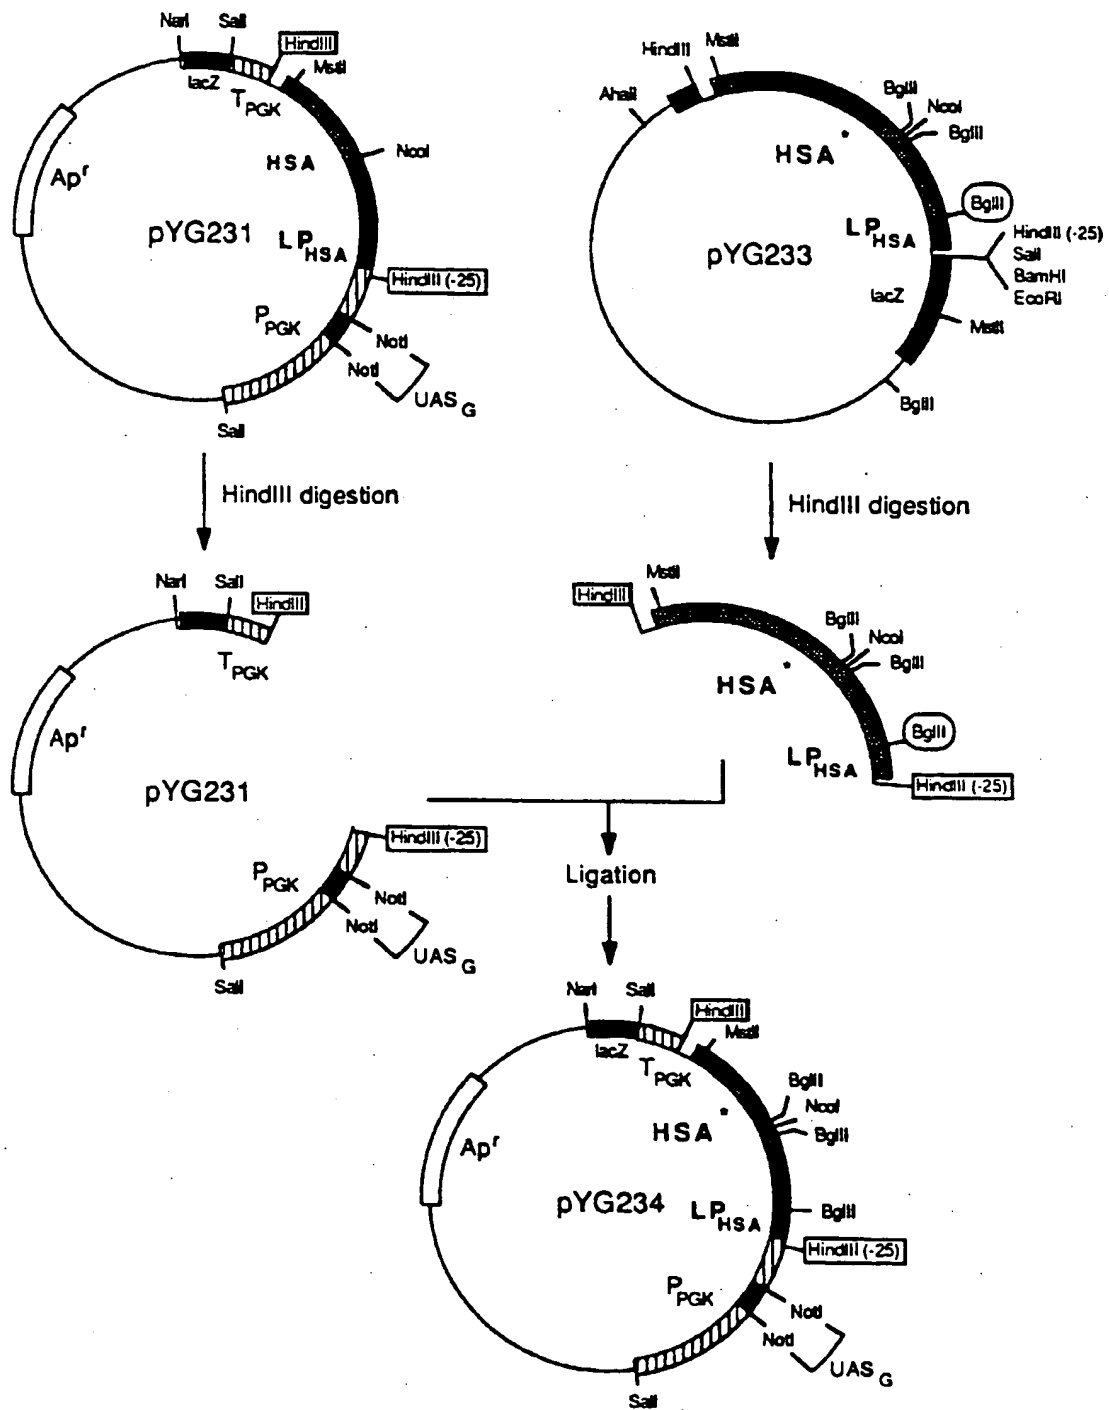 NarI SalI HindIII MstII
lacZ TPGK
HSA NcoI
Apr
pYG231
LPHSA HindIII (-25)
PPGK NotI
NotI UASG
SalI
HindIII MstII
AhaII
BglII NcoI BglII
HSA*
BglII
LPHSA
pYG233
HindIII (-25)
SalI
BamHI
EcoRI
lacZ
MstII
BglII
HindIII digestion
HindIII digestion
NarI SalI HindIII
TPGK
Apr
pYG231
HindIII (-25)
PPGK NotI
NotI UASG
SalI
HindIII MstII
BglII NcoI BglII
HSA*
BglII
LPHSA
HindIII (-25)
Ligation
NarI SalI HindIII MstII
lacZ TPGK
BglII
NcoI
BglII
HSA*
Apr
pYG234
LPHSA BglII
HindIII (-25)
PPGK NotI
NotI UASG
SalI